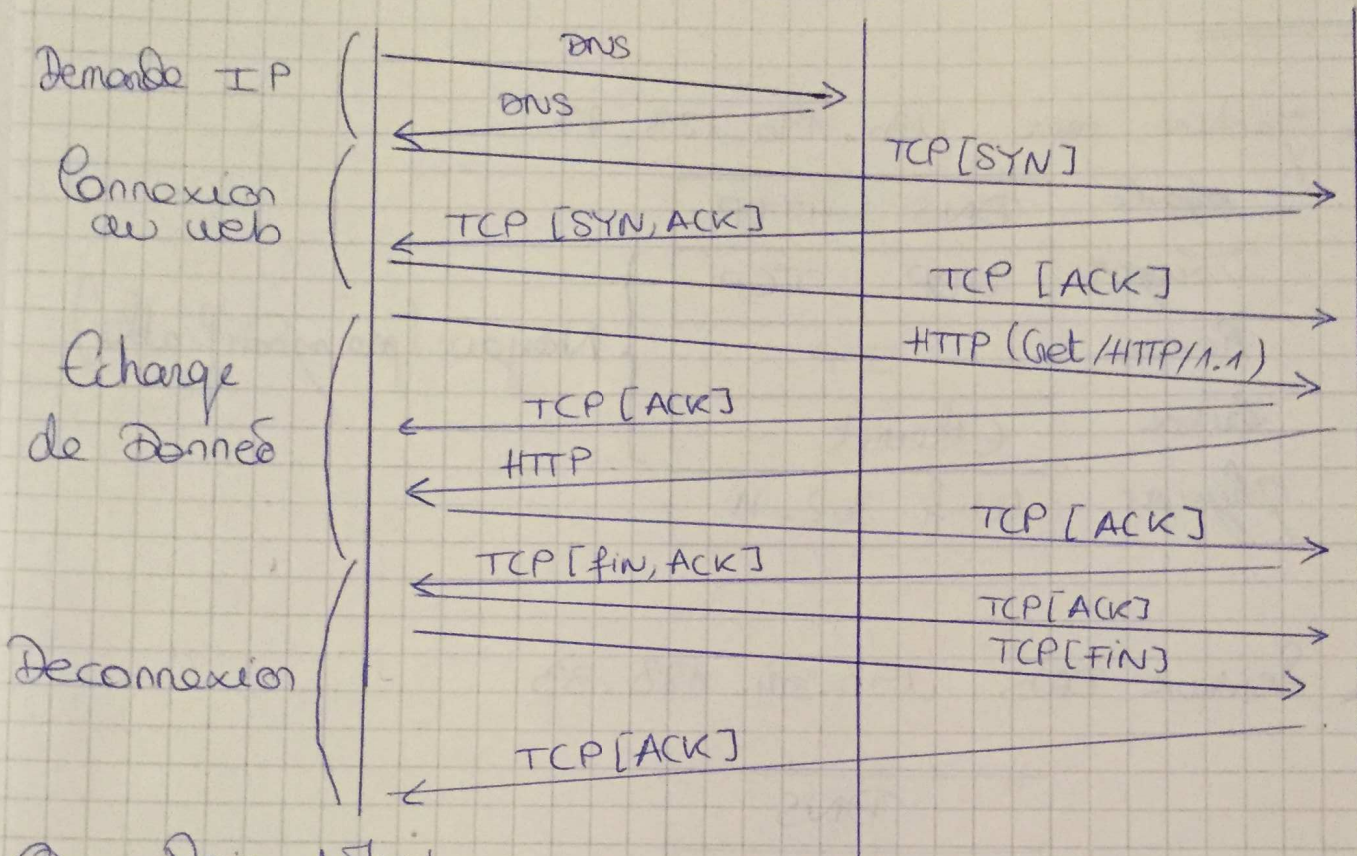 Demande IP
DNS
DNS
Connexion
au web
TCP [SYN]
TCP [SYN, ACK]
TCP [ACK]
Echange
de Donneé
HTTP (Get /HTTP/1.1)
TCP [ACK]
HTTP
TCP [ACK]
Deconnexion
TCP [fiN, ACK]
TCP [ACK]
TCP [FiN]
TCP [ACK]